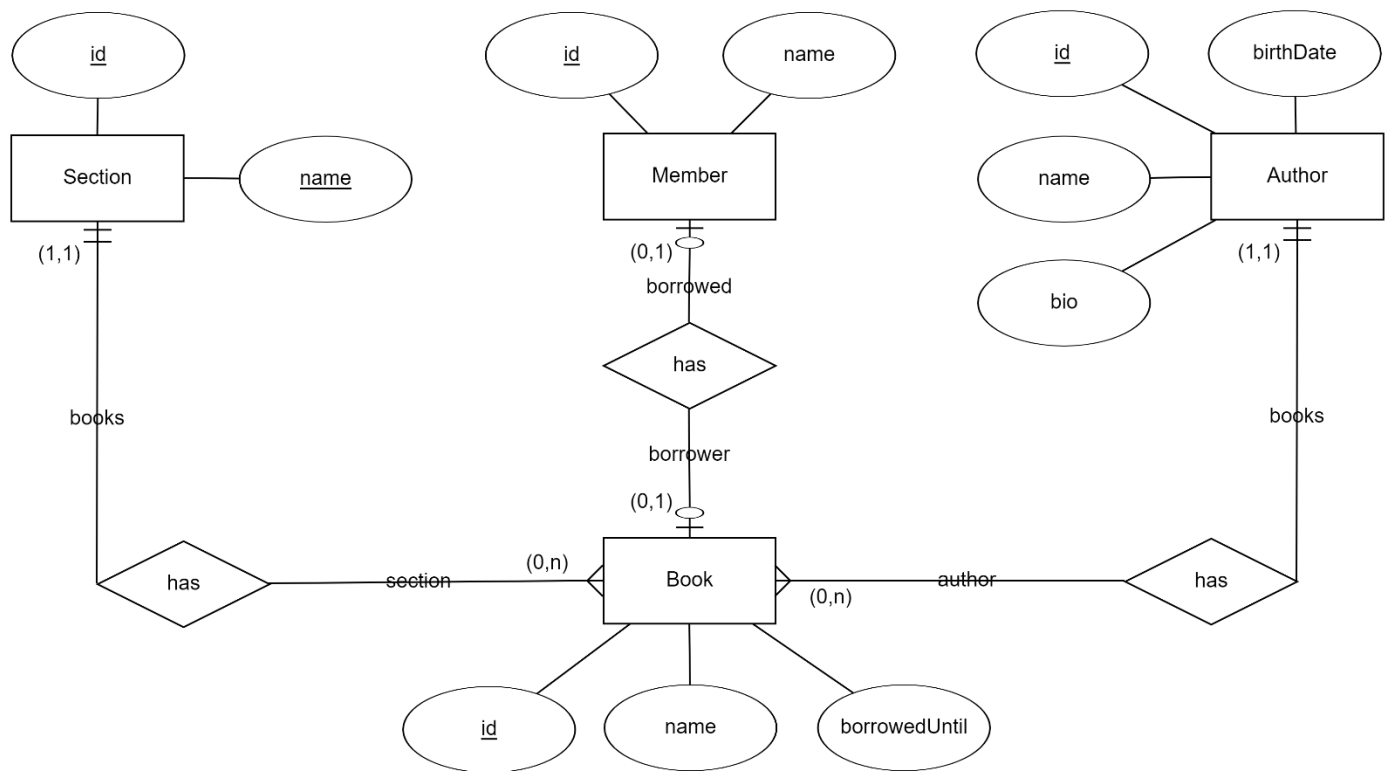 id
id
name
id
birthDate
Section
name
Member
name
Author
(1,1)
(0,1)
(1,1)
borrowed
bio
has
books
books
borrower
(0,1)
(0,n)
has
section
Book
author
has
(0,n)
id
name
borrowedUntil